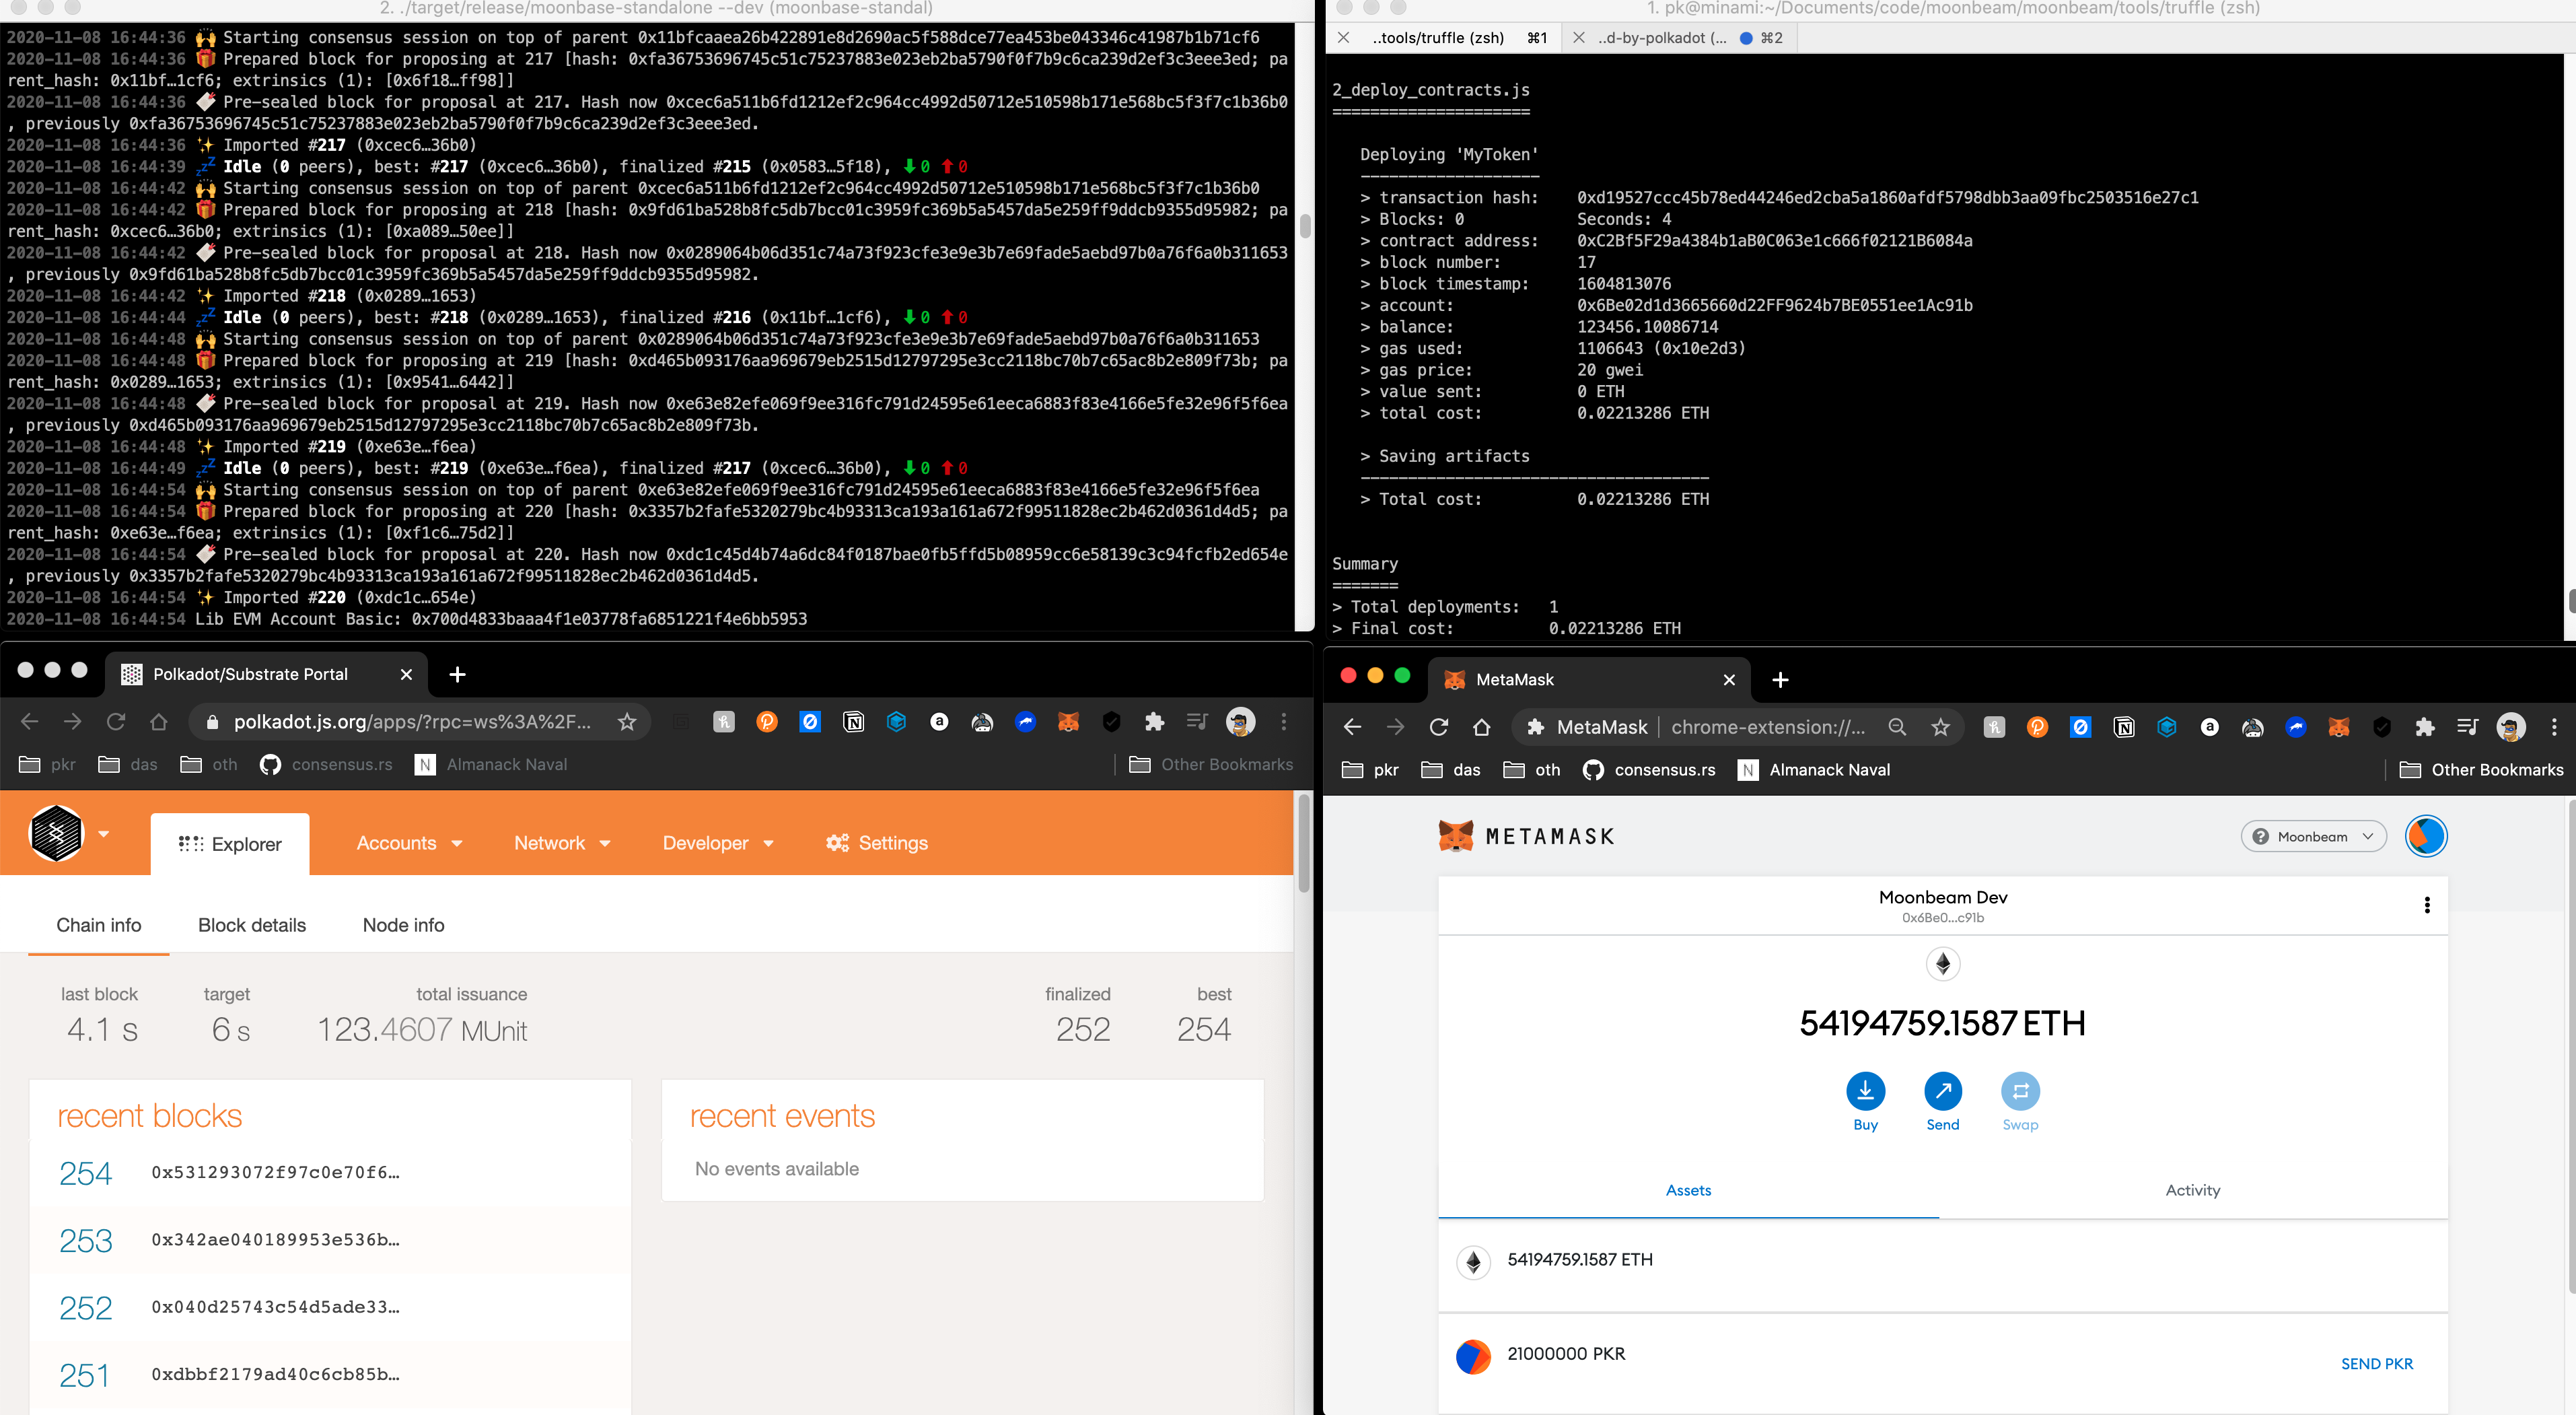 2. ./target/release/moonbase-standalone --dev (moonbase-standal)
2020-11-08 16:44:36 🙌 Starting consensus session on top of parent 0x11bfcaaea26b422891e8d2690ac5f588dce77ea453be043346c41987b1b71cf6
2020-11-08 16:44:36 🎁 Prepared block for proposing at 217 [hash: 0xfa36753696745c51c75237883e023eb2ba5790f0f7b9c6ca239d2ef3c3eee3ed; pa
rent_hash: 0x11bf…1cf6; extrinsics (1): [0x6f18…ff98]]
2020-11-08 16:44:36 🔖 Pre-sealed block for proposal at 217. Hash now 0xcec6a511b6fd1212ef2c964cc4992d50712e510598b171e568bc5f3f7c1b36b0
, previously 0xfa36753696745c51c75237883e023eb2ba5790f0f7b9c6ca239d2ef3c3eee3ed.
2020-11-08 16:44:36 ✨ Imported #217 (0xcec6…36b0)
2020-11-08 16:44:39 💤 Idle (0 peers), best: #217 (0xcec6…36b0), finalized #215 (0x0583…5f18), ⬇ 0 ⬆ 0
2020-11-08 16:44:42 🙌 Starting consensus session on top of parent 0xcec6a511b6fd1212ef2c964cc4992d50712e510598b171e568bc5f3f7c1b36b0
2020-11-08 16:44:42 🎁 Prepared block for proposing at 218 [hash: 0x9fd61ba528b8fc5db7bcc01c3959fc369b5a5457da5e259ff9ddcb9355d95982; pa
rent_hash: 0xcec6…36b0; extrinsics (1): [0xa089…50ee]]
2020-11-08 16:44:42 🔖 Pre-sealed block for proposal at 218. Hash now 0x0289064b06d351c74a73f923cfe3e9e3b7e69fade5aebd97b0a76f6a0b311653
, previously 0x9fd61ba528b8fc5db7bcc01c3959fc369b5a5457da5e259ff9ddcb9355d95982.
2020-11-08 16:44:42 ✨ Imported #218 (0x0289…1653)
2020-11-08 16:44:44 💤 Idle (0 peers), best: #218 (0x0289…1653), finalized #216 (0x11bf…1cf6), ⬇ 0 ⬆ 0
2020-11-08 16:44:48 🙌 Starting consensus session on top of parent 0x0289064b06d351c74a73f923cfe3e9e3b7e69fade5aebd97b0a76f6a0b311653
2020-11-08 16:44:48 🎁 Prepared block for proposing at 219 [hash: 0xd465b093176aa969679eb2515d12797295e3cc2118bc70b7c65ac8b2e809f73b; pa
rent_hash: 0x0289…1653; extrinsics (1): [0x9541…6442]]
2020-11-08 16:44:48 🔖 Pre-sealed block for proposal at 219. Hash now 0xe63e82efe069f9ee316fc791d24595e61eeca6883f83e4166e5fe32e96f5f6ea
, previously 0xd465b093176aa969679eb2515d12797295e3cc2118bc70b7c65ac8b2e809f73b.
2020-11-08 16:44:48 ✨ Imported #219 (0xe63e…f6ea)
2020-11-08 16:44:49 💤 Idle (0 peers), best: #219 (0xe63e…f6ea), finalized #217 (0xcec6…36b0), ⬇ 0 ⬆ 0
2020-11-08 16:44:54 🙌 Starting consensus session on top of parent 0xe63e82efe069f9ee316fc791d24595e61eeca6883f83e4166e5fe32e96f5f6ea
2020-11-08 16:44:54 🎁 Prepared block for proposing at 220 [hash: 0x3357b2fafe5320279bc4b93313ca193a161a672f99511828ec2b462d0361d4d5; pa
rent_hash: 0xe63e…f6ea; extrinsics (1): [0xf1c6…75d2]]
2020-11-08 16:44:54 🔖 Pre-sealed block for proposal at 220. Hash now 0xdc1c45d4b74a6dc84f0187bae0fb5ffd5b08959cc6e58139c3c94fcfb2ed654e
, previously 0x3357b2fafe5320279bc4b93313ca193a161a672f99511828ec2b462d0361d4d5.
2020-11-08 16:44:54 ✨ Imported #220 (0xdc1c…654e)
2020-11-08 16:44:54 Lib EVM Account Basic: 0x700d4833baaa4f1e03778fa6851221f4e6bb5953
1. pk@minami:~/Documents/code/moonbeam/moonbeam/tools/truffle (zsh)
..tools/truffle (zsh) ⌘1 ..d-by-polkadot (... ⌘2
2_deploy_contracts.js
=====================
Deploying 'MyToken'
-------------------
> transaction hash: 0xd19527ccc45b78ed44246ed2cba5a1860afdf5798dbb3aa09fbc2503516e27c1
> Blocks: 0 Seconds: 4
> contract address: 0xC2Bf5F29a4384b1aB0C063e1c666f02121B6084a
> block number: 17
> block timestamp: 1604813076
> account: 0x6Be02d1d3665660d22FF9624b7BE0551ee1Ac91b
> balance: 123456.10086714
> gas used: 1106643 (0x10e2d3)
> gas price: 20 gwei
> value sent: 0 ETH
> total cost: 0.02213286 ETH
> Saving artifacts
-------------------------------------
> Total cost: 0.02213286 ETH
Summary
=======
> Total deployments: 1
> Final cost: 0.02213286 ETH
Polkadot/Substrate Portal
polkadot.js.org/apps/?rpc=ws%3A%2F...
pkr das oth consensus.rs N Almanack Naval Other Bookmarks
Explorer Accounts Network Developer Settings
Chain info Block details Node info
last block target total issuance finalized best
4.1 s 6 s 123.4607 MUnit 252 254
recent blocks
254 0x531293072f97c0e70f6…
253 0x342ae040189953e536b…
252 0x040d25743c54d5ade33…
251 0xdbbf2179ad40c6cb85b…
recent events
No events available
MetaMask
MetaMask chrome-extension://...
pkr das oth consensus.rs N Almanack Naval Other Bookmarks
METAMASK
? Moonbeam
Moonbeam Dev
0x6Be0...c91b
54194759.1587 ETH
Buy Send Swap
Assets Activity
54194759.1587 ETH
21000000 PKR
SEND PKR